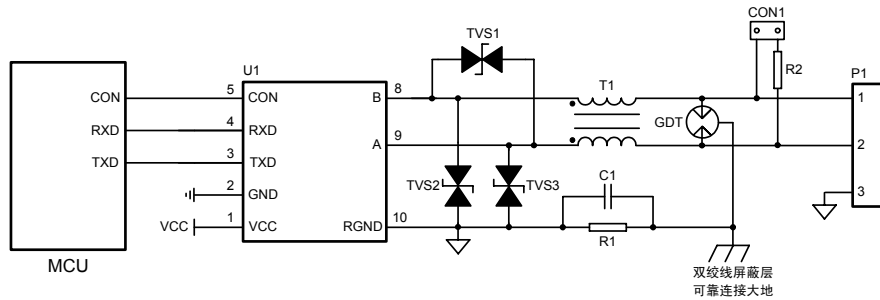 CON1
TVS1
R2
U1
T1
P1
CON
5
CON
B
8
1
RXD
4
RXD
GDT
TXD
3
TXD
A
9
2
2
GND
TVS2
TVS3
C1
3
VCC
1
VCC
RGND
10
R1
MCU
双绞线屏蔽层
可靠连接大地